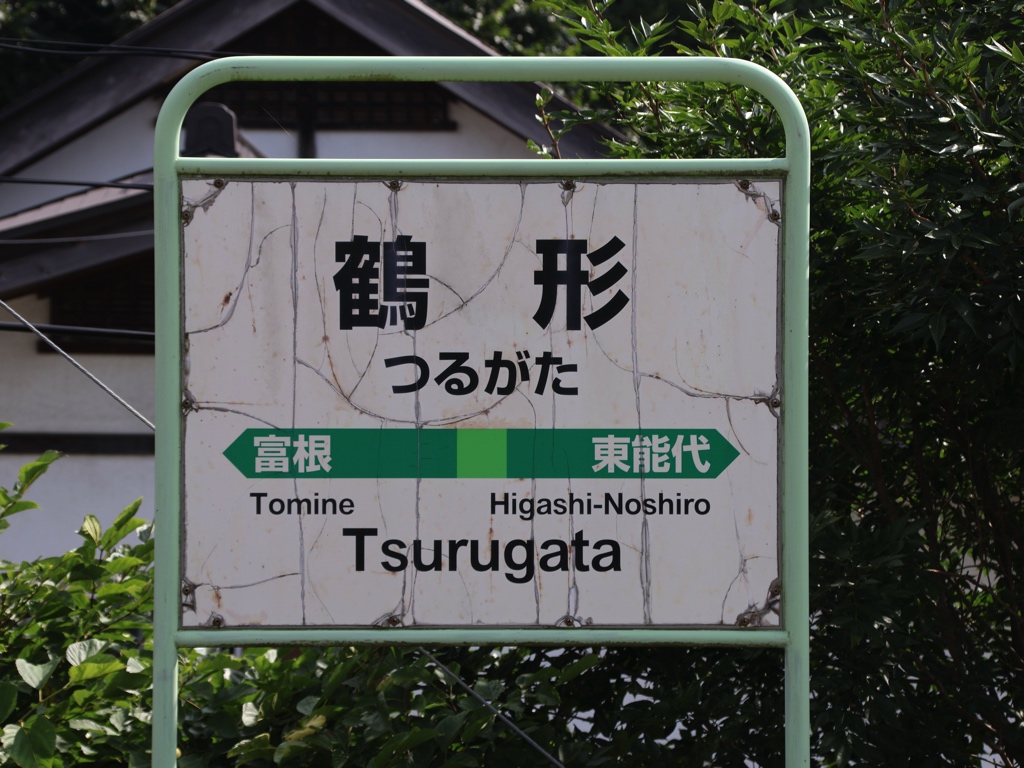 鶴形
つるがた
富根 東能代
Tomine Higashi-Noshiro
Tsurugata